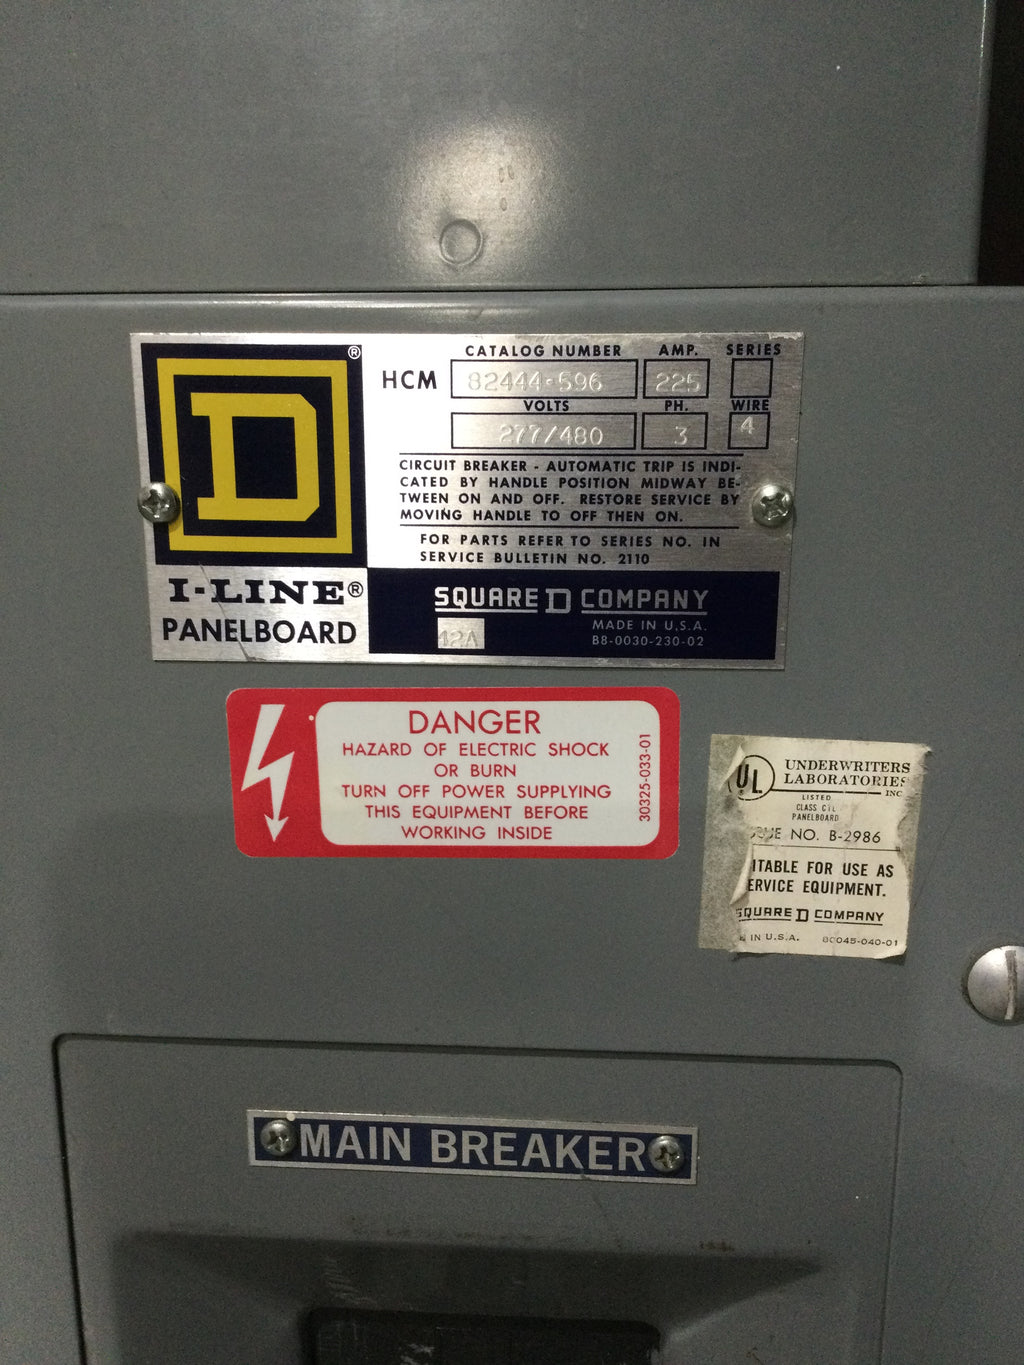 D ®
CATALOG NUMBER AMP. SERIES
HCM 82444-596 225
VOLTS PH. WIRE
277/480 3 4
CIRCUIT BREAKER - AUTOMATIC TRIP IS INDI-
CATED BY HANDLE POSITION MIDWAY BE-
TWEEN ON AND OFF. RESTORE SERVICE BY
MOVING HANDLE TO OFF THEN ON.
FOR PARTS REFER TO SERIES NO. IN
SERVICE BULLETIN NO. 2110
I-LINE®
PANELBOARD
SQUARE D COMPANY
42A
MADE IN U.S.A.
B8-0030-230-02
DANGER
HAZARD OF ELECTRIC SHOCK
OR BURN
TURN OFF POWER SUPPLYING
THIS EQUIPMENT BEFORE
WORKING INSIDE
30325-033-01
UL
UNDERWRITERS
LABORATORIES
INC
LISTED
CLASS CTL
PANELBOARD
NO. B-2986
ITABLE FOR USE AS
ERVICE EQUIPMENT.
SQUARE D COMPANY
IN U.S.A. 80045-040-01
MAIN BREAKER